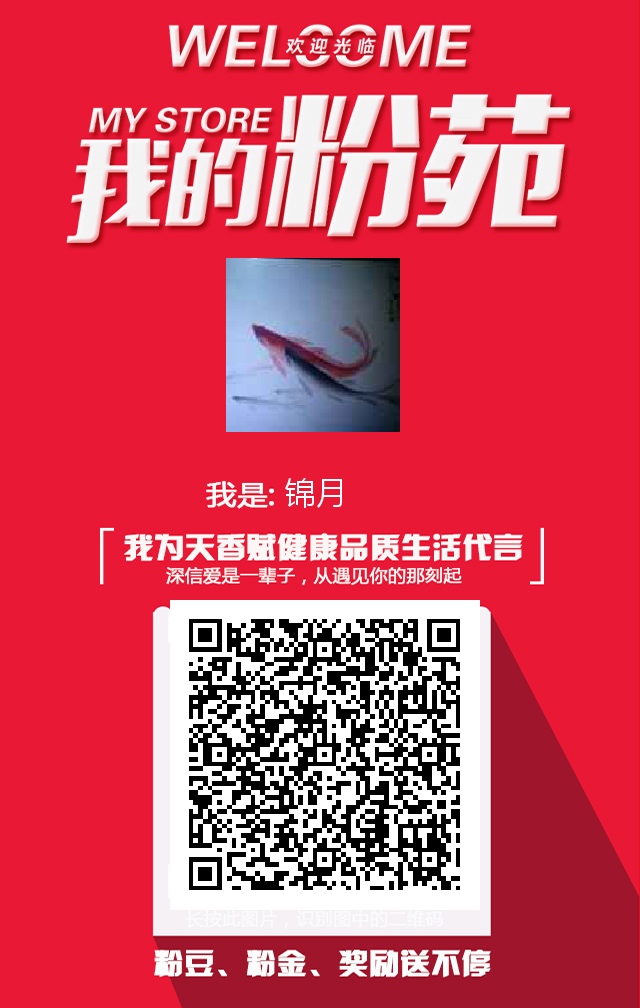 WELCOME
欢迎光临
MY STORE
我的粉苑
我是: 锦月
我为天香赋健康品质生活代言
深信爱是一辈子，从遇见你的那刻起
长按此图片，识别图中的二维码
粉豆、粉金、奖励送不停